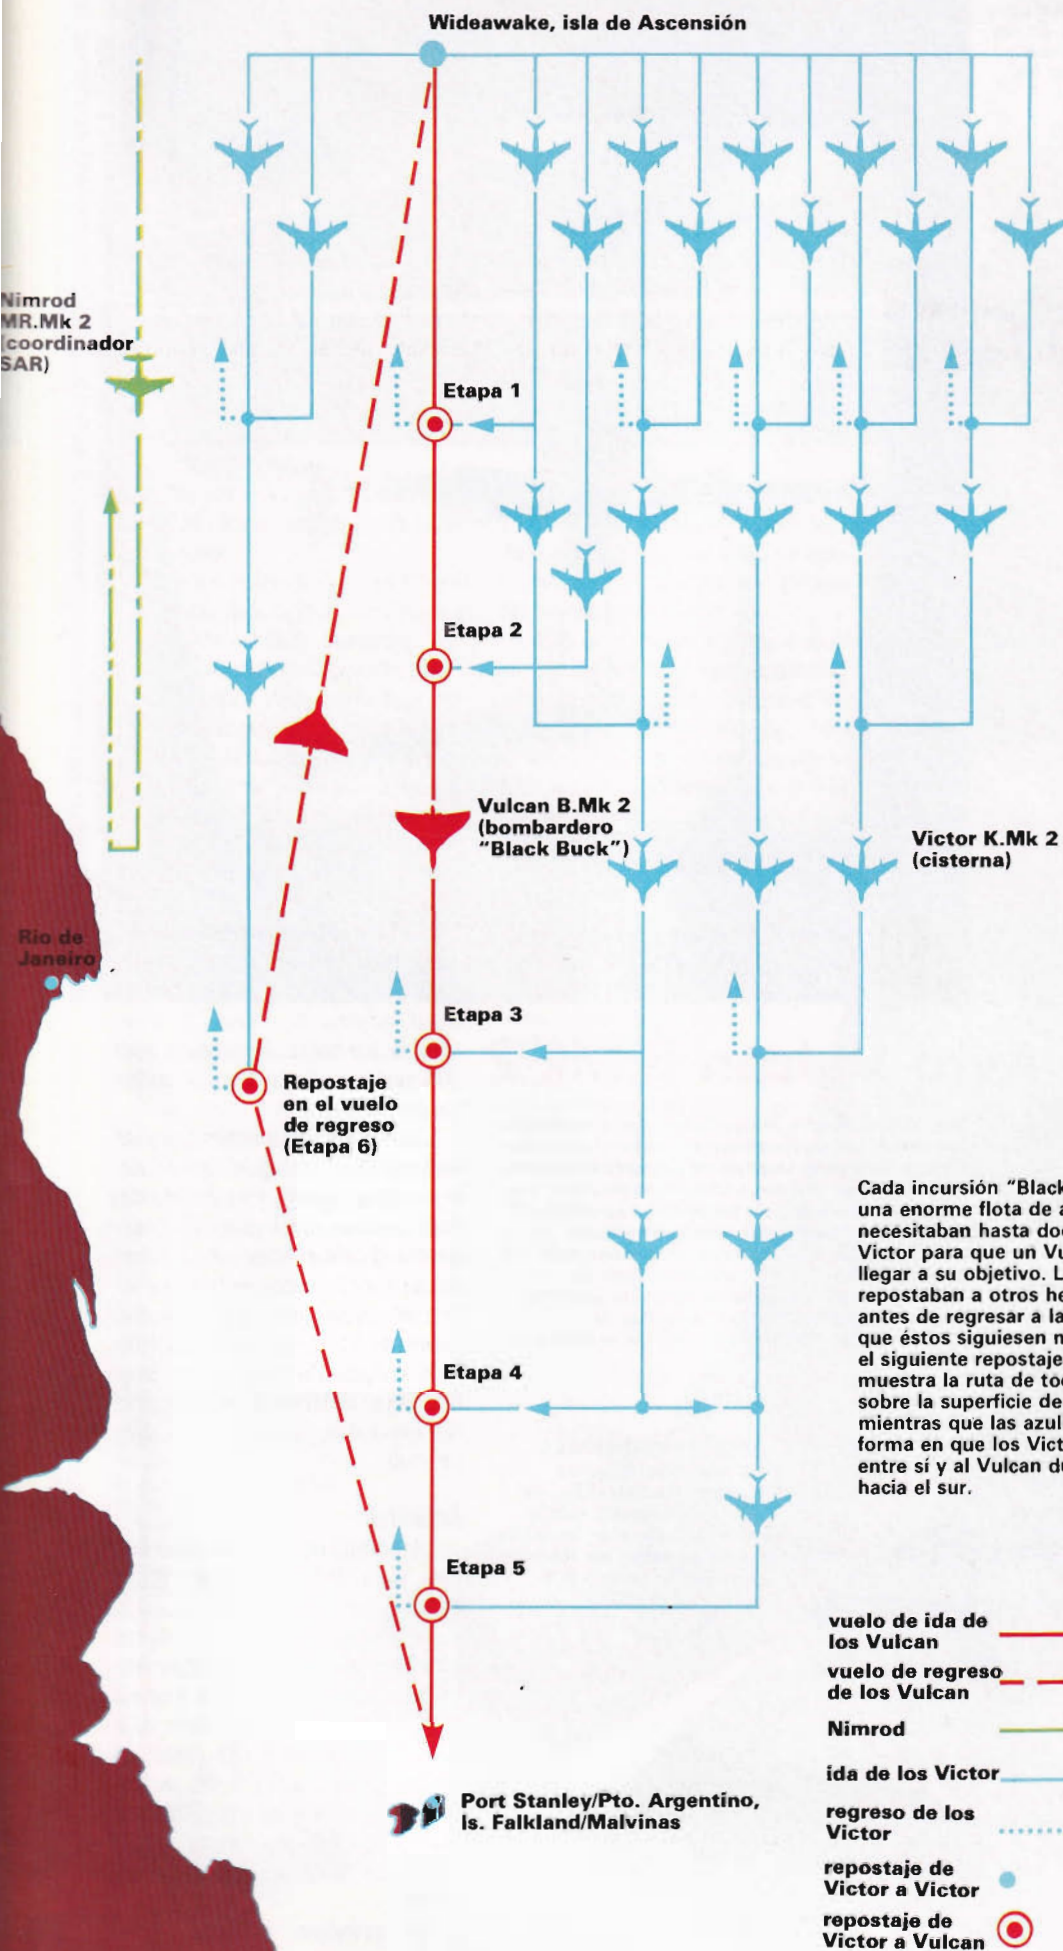 Wideawake, isla de Ascensión
Nimrod
MR.Mk 2
(coordinador
SAR)
Etapa 1
Etapa 2
Vulcan B.Mk 2
(bombardero
"Black Buck")
Victor K.Mk 2
(cisterna)
Rio de
Janeiro
Etapa 3
Repostaje
en el vuelo
de regreso
(Etapa 6)
Cada incursión "Black
una enorme flota de
necesitaban hasta
Victor para que un
llegar a su objetivo.
repostaban a otros
antes de regresar a la
que éstos siguiesen
el siguiente repostaje
muestra la ruta de
sobre la superficie
mientras que las
forma en que los
entre sí y al Vulcan
hacia el sur.
Etapa 4
Etapa 5
Port Stanley/Pto. Argentino,
Is. Falkland/Malvinas
vuelo de ida de
los Vulcan
vuelo de regreso
de los Vulcan
Nimrod
ida de los Victor
regreso de los
Victor
repostaje de
Victor a Victor
repostaje de
Victor a Vulcan